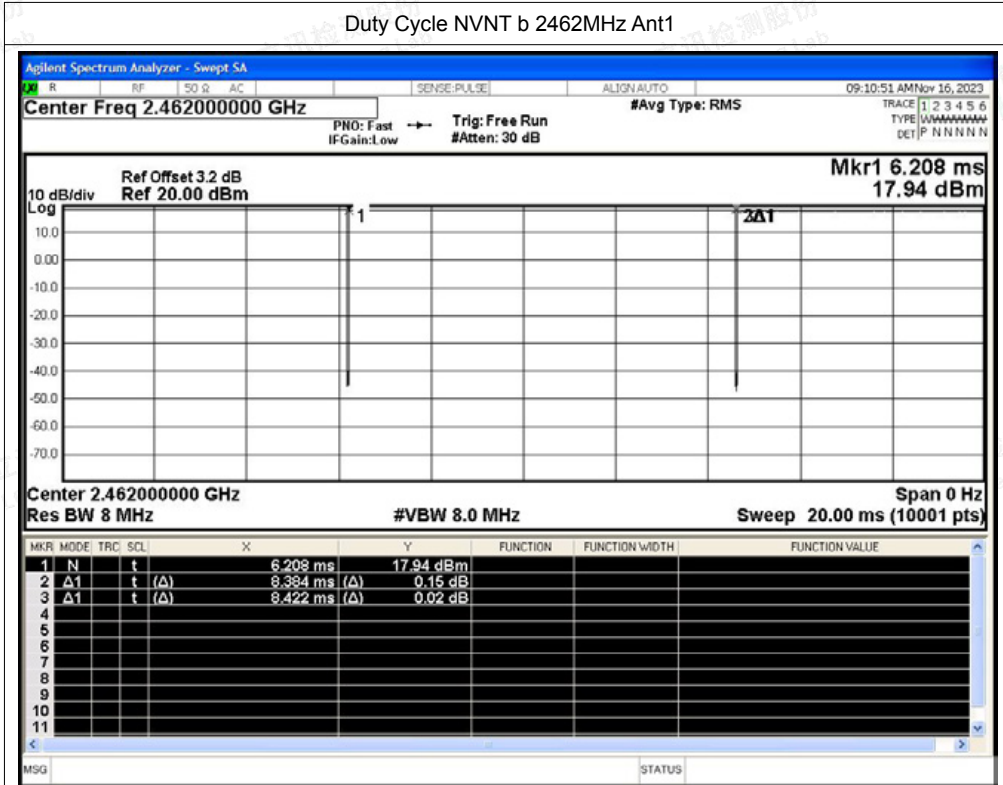 Duty Cycle NVNT b 2462MHz Ant1
Agilent Spectrum Analyzer - Swept SA
R RF 50 Ω AC SENSE:PULSE ALIGN AUTO 09:10:51 AM Nov 16, 2023
Center Freq 2.462000000 GHz #Avg Type: RMS TRACE 1 2 3 4 5 6
PNO: Fast Trig: Free Run TYPE WWWWWW
IFGain:Low #Atten: 30 dB DET P N N N N N
Mkr1 6.208 ms
Ref Offset 3.2 dB
10 dB/div Ref 20.00 dBm 17.94 dBm
Log
1 2Δ1
10.0
0.00
-10.0
-20.0
-30.0
-40.0
-50.0
-60.0
-70.0
Center 2.462000000 GHz Span 0 Hz
Res BW 8 MHz #VBW 8.0 MHz Sweep 20.00 ms (10001 pts)
MKR MODE TRC SCL X Y FUNCTION FUNCTION WIDTH FUNCTION VALUE
1 N t 6.208 ms 17.94 dBm
2 Δ1 t (Δ) 8.384 ms (Δ) 0.15 dB
3 Δ1 t (Δ) 8.422 ms (Δ) 0.02 dB
4
5
6
7
8
9
10
11
MSG STATUS